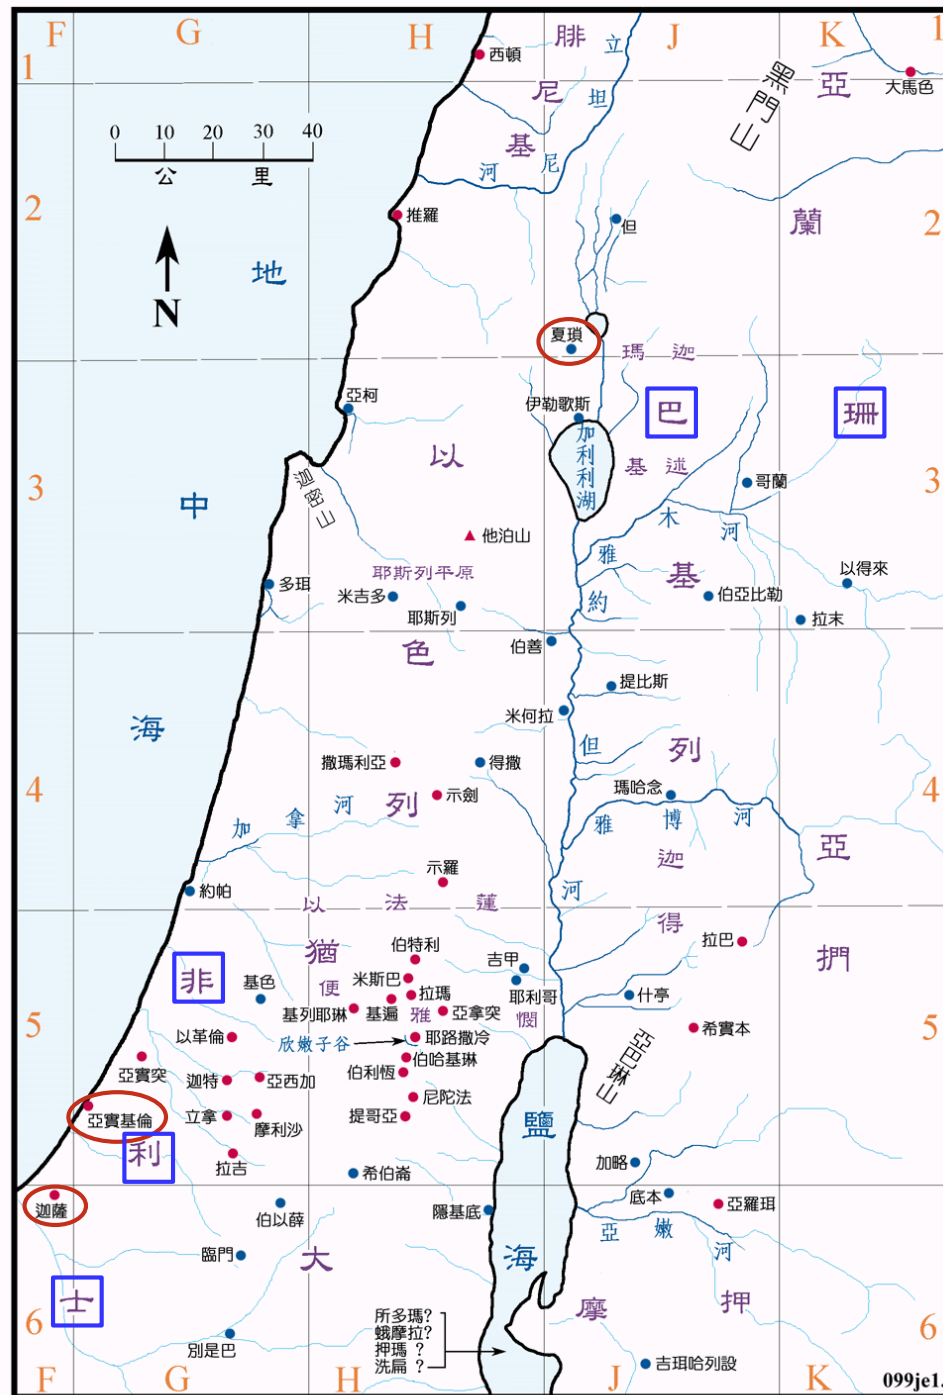 F G H J K
1
西頓
腓
立
黑門山
亞
大馬色
1
0 10 20 30 40
公 里
尼
坦
基
尼
河
2
推羅
但
蘭
2
地
N
夏瑣
瑪 迦
亞柯
伊勒歌斯
巴
珊
以
加利利湖
基 述
3
中
迦密山
哥蘭
3
木
河
他泊山
雅
耶斯列平原
基
以得來
多珥
米吉多
耶斯列
約
伯亞比勒
拉末
色
伯善
提比斯
海
米何拉
撒瑪利亞
得撒
但
列
瑪哈念
4
示劍
4
加 拿 河
列
雅 博 河
亞
迦
示羅
約帕
河
以 法 蓮
得
伯特利
拉巴
非
猶
捫
吉甲
米斯巴
便
基色
拉瑪
耶利哥
什亭
基列耶琳
基遍
雅
亞拿突
憫
5
以革倫
欣嫩子谷
耶路撒冷
希實本
5
亞巴琳山
亞實突
伯哈基琳
迦特
亞西加
伯利恆
尼陀法
亞實基倫
立拿
摩利沙
提哥亞
鹽
利
拉吉
加略
希伯崙
底本
迦薩
伯以薛
隱基底
亞羅珥
亞 嫩 河
臨門
大
海
士
摩
押
所多瑪?
蛾摩拉?
押瑪 ?
洗扁 ?
6
別是巴
6
吉珥哈列設
F G H J K
099je1.